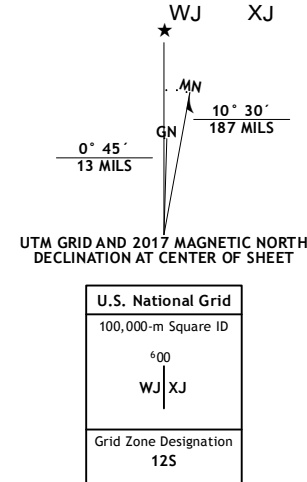 WJ XJ
★
MN
GN
10° 30´
187 MILS
0° 45´
13 MILS
UTM GRID AND 2017 MAGNETIC NORTH
DECLINATION AT CENTER OF SHEET
U.S. National Grid
100,000-m Square ID
⁶00
WJ XJ
Grid Zone Designation
12S